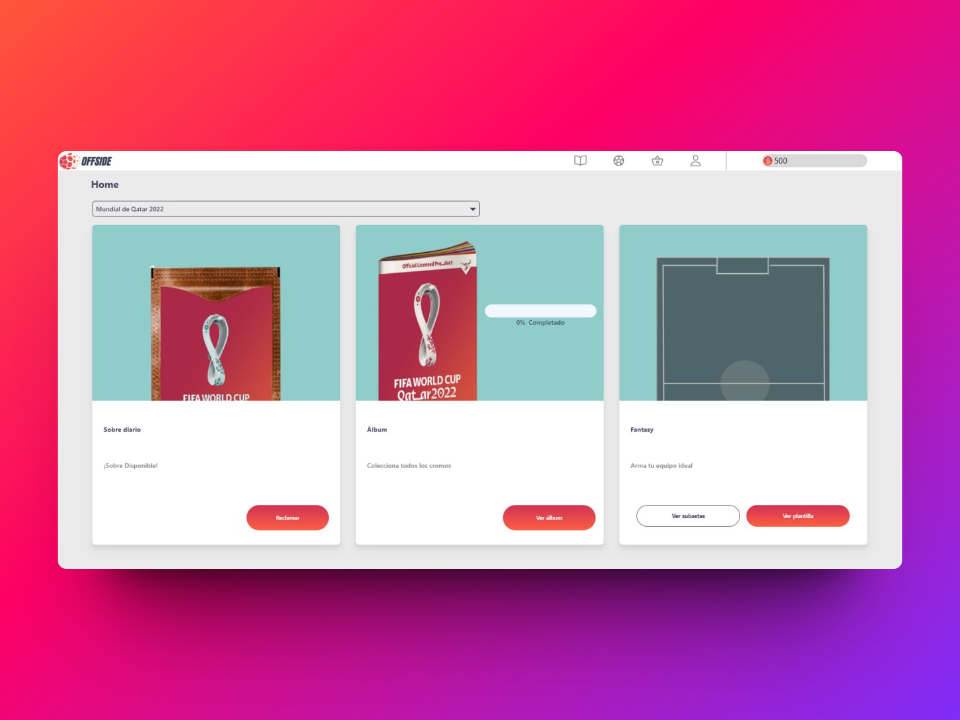 OFFSIDE
500
Home
Mundial de Qatar 2022
FIFA WORLD CUP
Official Licensed Pro_duct
FIFA WORLD CUP
Qat_ar2022
0% Completado
Sobre diario
¡Sobre Disponible!
Reclamar
Álbum
Colecciona todos los cromos
Ver álbum
Fantasy
Arma tu equipo ideal
Ver subastas
Ver plantilla